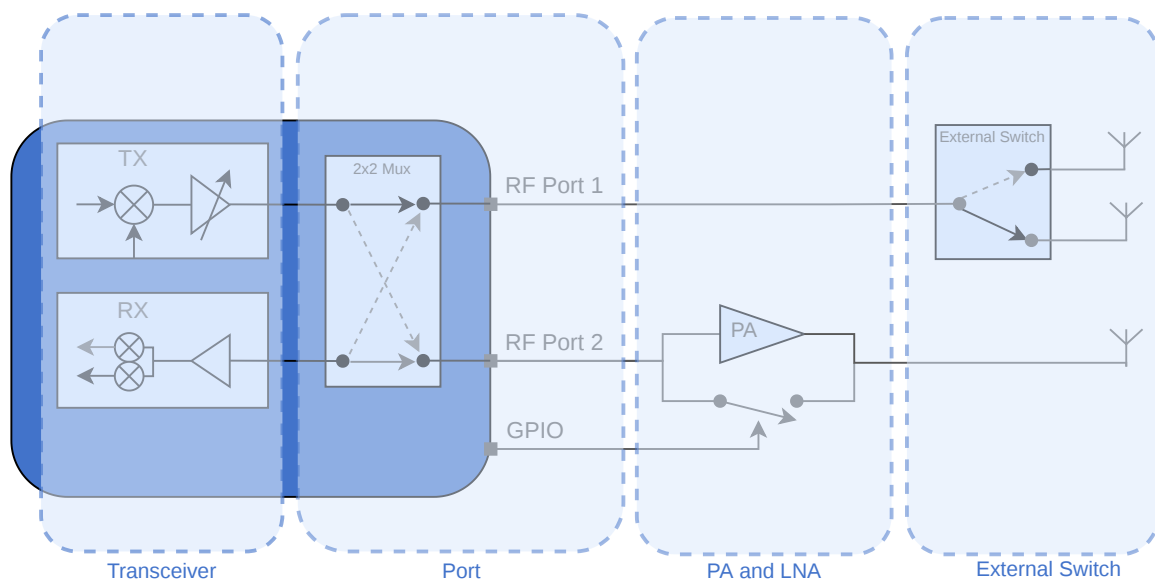 TX
2x2 Mux
RF Port 1
External Switch
RX
RF Port 2
PA
GPIO
Transceiver
Port
PA and LNA
External Switch